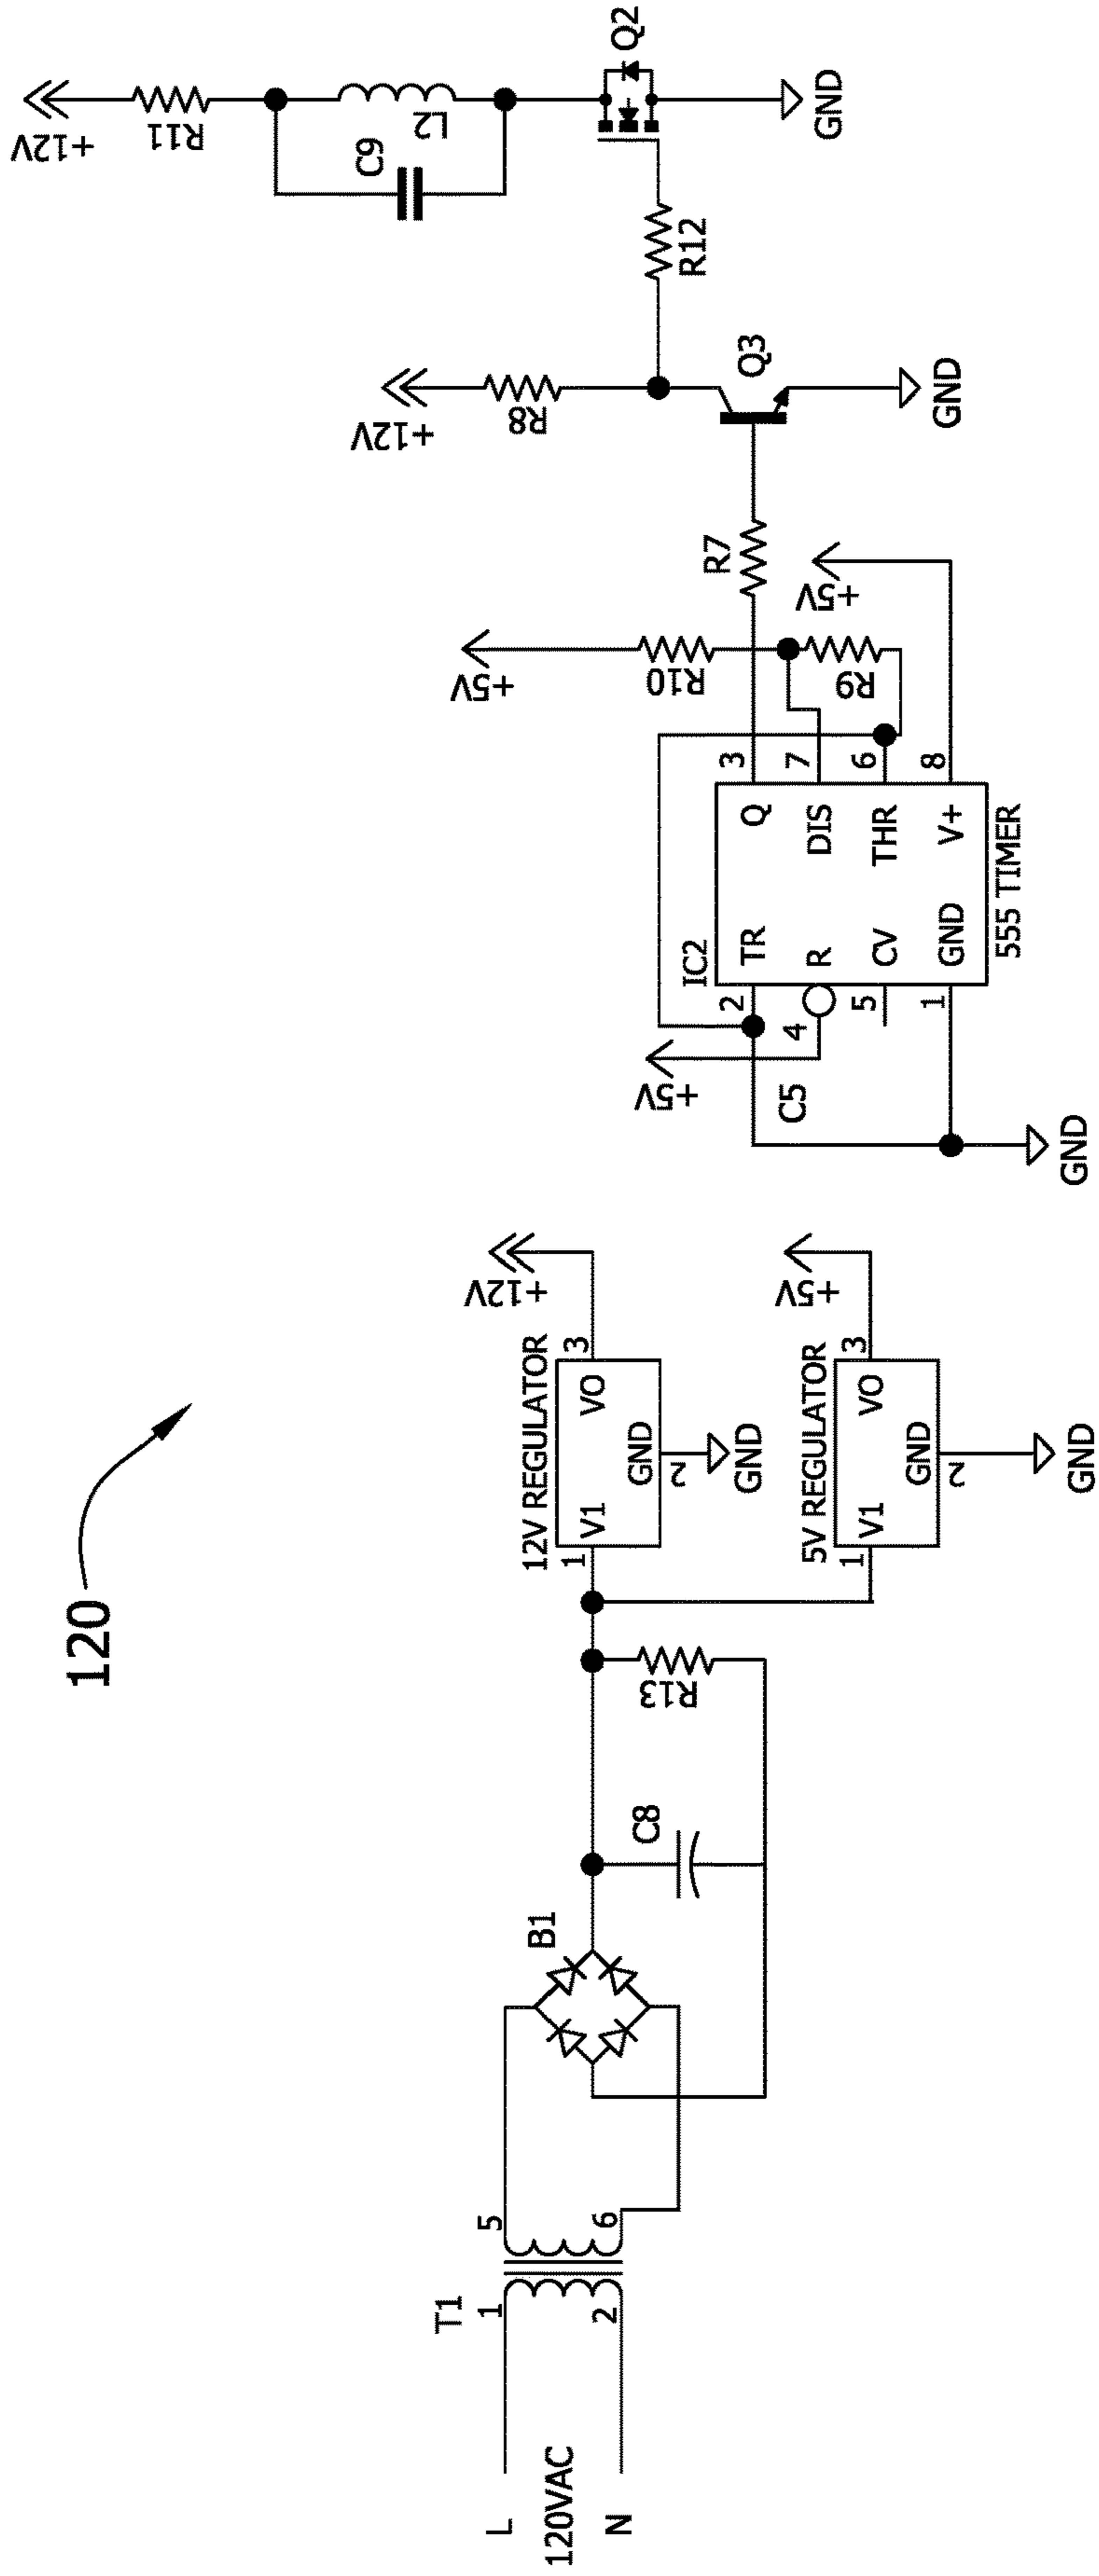 120
L
120VAC
N
T1
1
2
5
6
B1
C8
R13
12V REGULATOR
1
V1
VO
3
GND
2
GND
+12V
5V REGULATOR
1
V1
VO
3
GND
2
GND
+5V
GND
C5
+5V
IC2
2
TR
Q
3
4
R
DIS
7
5
CV
THR
6
1
GND
V+
8
555 TIMER
+5V
R10
R9
+5V
R7
+12V
R8
Q3
GND
R12
+12V
R11
C9
L2
Q2
GND